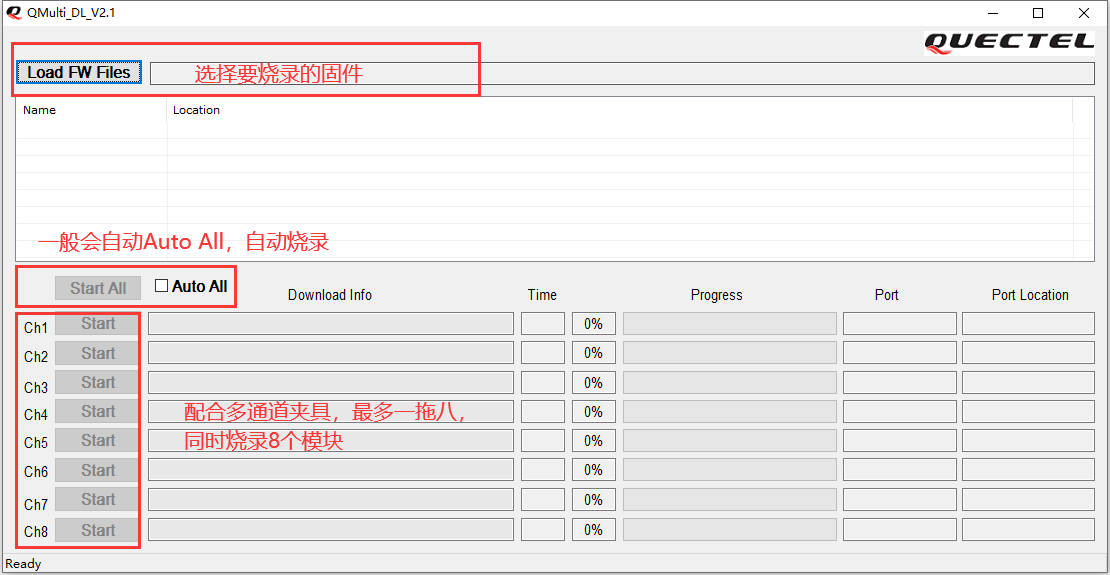 QMulti_DL_V2.1
QUECTEL
Load FW Files
选择要烧录的固件
Name Location
一般会自动Auto All，自动烧录
Start All Auto All Download Info Time Progress Port Port Location
Ch1 Start 0%
Ch2 Start 0%
Ch3 Start 0%
Ch4 Start 配合多通道夹具，最多一拖八， 0%
Ch5 Start 同时烧录8个模块 0%
Ch6 Start 0%
Ch7 Start 0%
Ch8 Start 0%
Ready